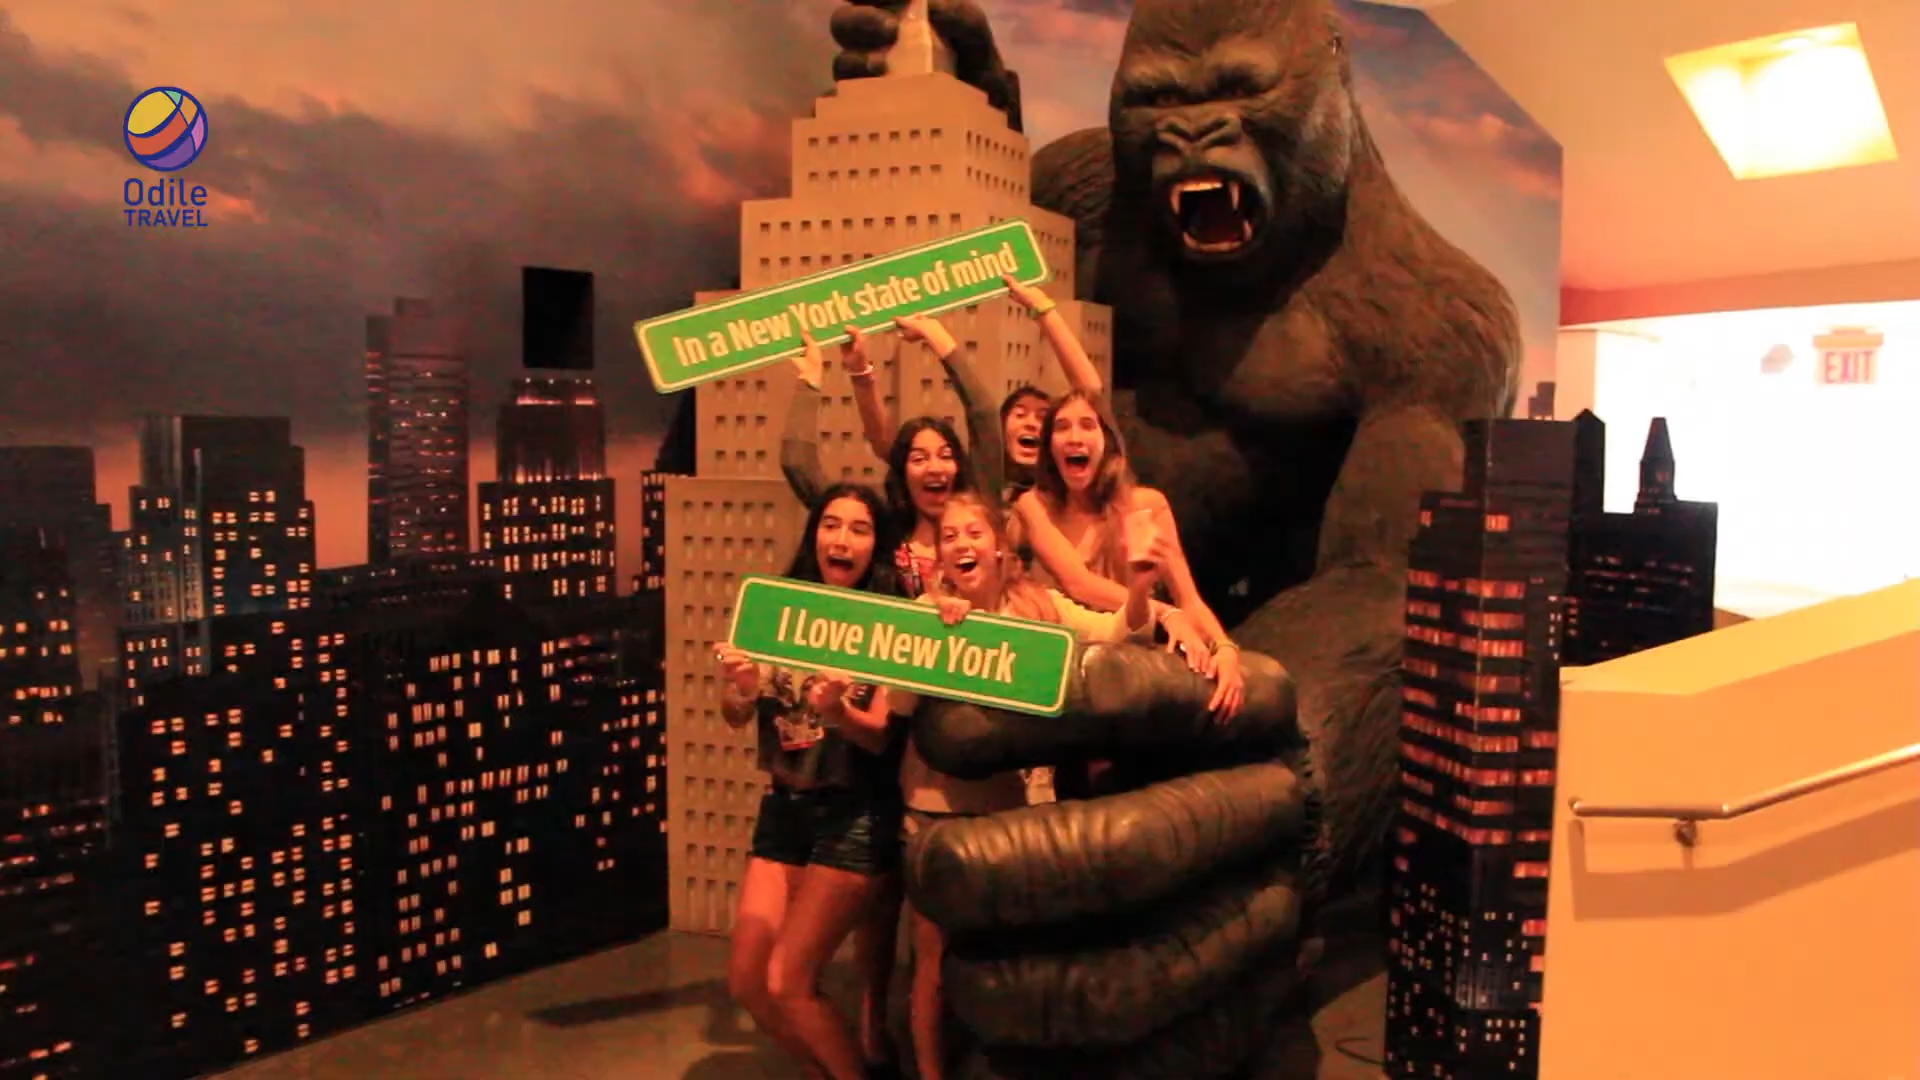 Odile
TRAVEL
In a New York state of mind
I Love New York
EXIT